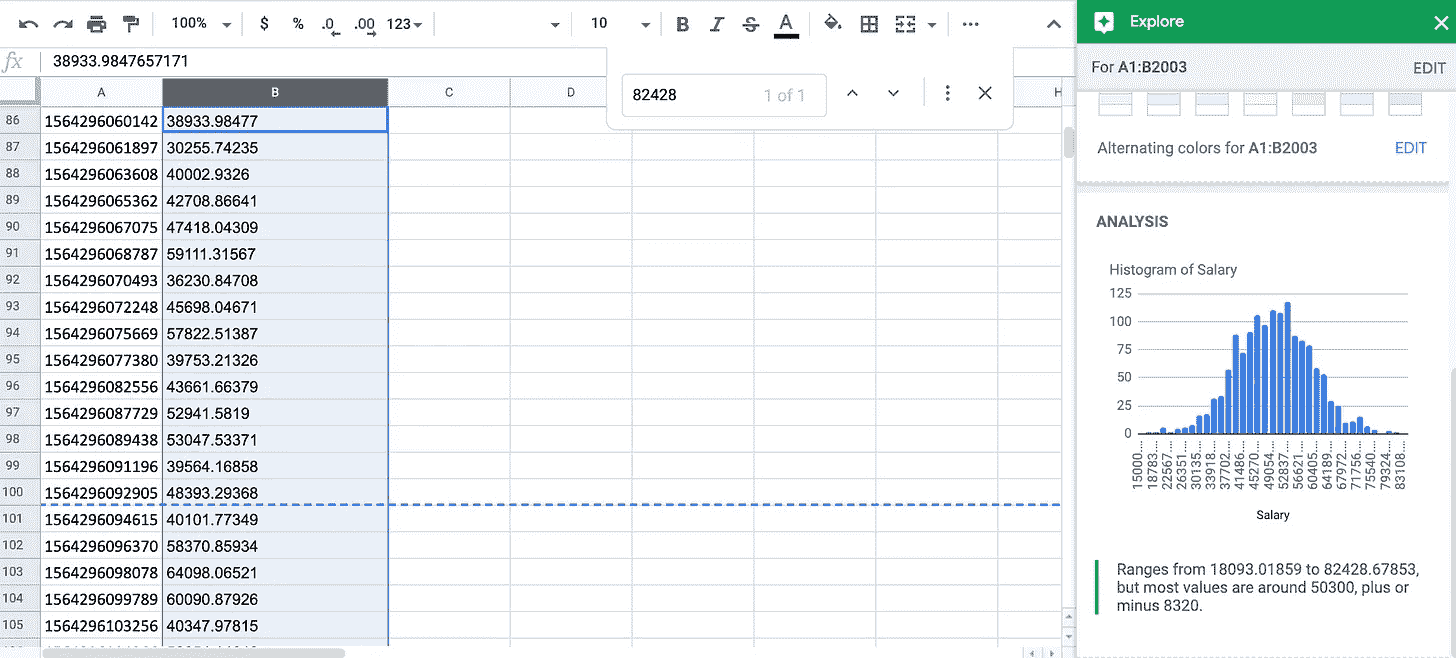 100% $ % .0 .00 123 10 B I S A ...
Explore
fx 38933.9847657171
82428 1 of 1
For A1:B2003 EDIT
A B C D H
86 1564296060142 38933.98477
87 1564296061897 30255.74235
88 1564296063608 40002.9326
89 1564296065362 42708.86641
90 1564296067075 47418.04309
91 1564296068787 59111.31567
92 1564296070493 36230.84708
93 1564296072248 45698.04671
94 1564296075669 57822.51387
95 1564296077380 39753.21326
96 1564296082556 43661.66379
97 1564296087729 52941.5819
98 1564296089438 53047.53371
99 1564296091196 39564.16858
100 1564296092905 48393.29368
101 1564296094615 40101.77349
102 1564296096370 58370.85934
103 1564296098078 64098.06521
104 1564296099789 60090.87926
105 1564296103256 40347.97815
Alternating colors for A1:B2003 EDIT
ANALYSIS
Histogram of Salary
125
100
75
50
25
0
15000...
18783...
22567...
26351...
30135...
33918...
37702...
41486...
45270...
49054...
52837...
56621...
60405...
64189...
67972...
71756...
75540...
79324...
83108...
Salary
Ranges from 18093.01859 to 82428.67853,
but most values are around 50300, plus or
minus 8320.